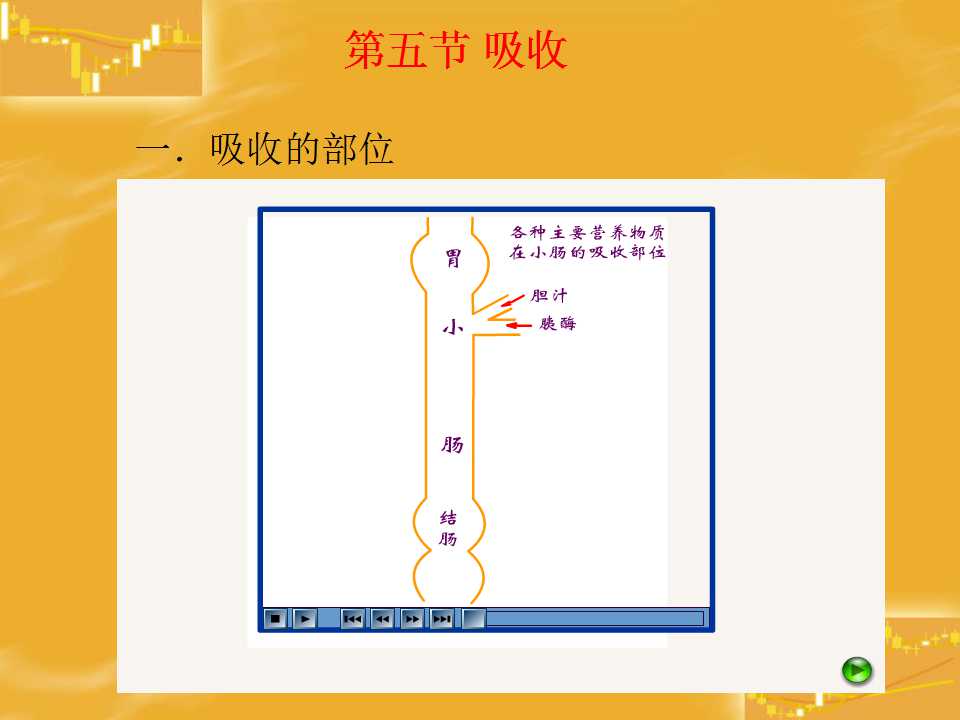 第五节 吸收
一．吸收的部位
各种主要营养物质
在小肠的吸收部位
胃
胆汁
胰酶
小
肠
结
肠